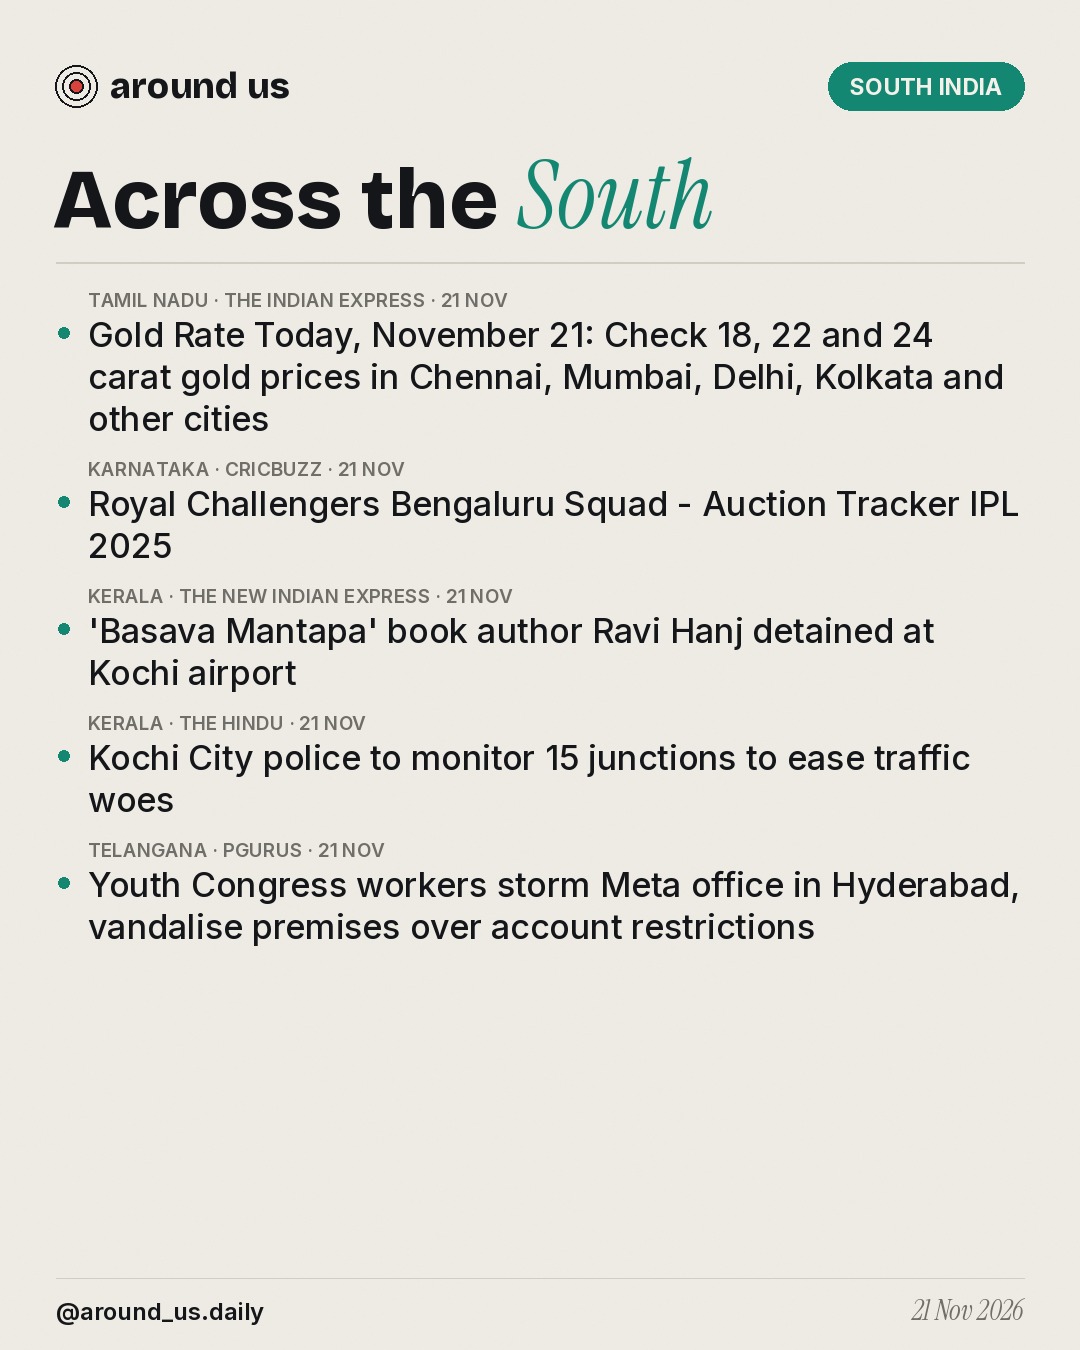 around us
SOUTH INDIA
Across the South
TAMIL NADU · THE INDIAN EXPRESS · 21 NOV
Gold Rate Today, November 21: Check 18, 22 and 24
carat gold prices in Chennai, Mumbai, Delhi, Kolkata and
other cities
KARNATAKA · CRICBUZZ · 21 NOV
Royal Challengers Bengaluru Squad - Auction Tracker IPL
2025
KERALA · THE NEW INDIAN EXPRESS · 21 NOV
'Basava Mantapa' book author Ravi Hanj detained at
Kochi airport
KERALA · THE HINDU · 21 NOV
Kochi City police to monitor 15 junctions to ease traffic
woes
TELANGANA · PGURUS · 21 NOV
Youth Congress workers storm Meta office in Hyderabad,
vandalise premises over account restrictions
@around_us.daily
21 Nov 2026